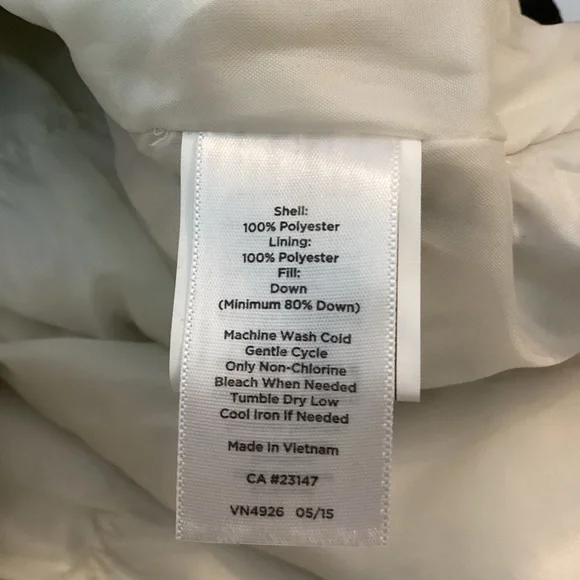 Shell:
100% Polyester
Lining:
100% Polyester
Fill:
Down
(Minimum 80% Down)
Machine Wash Cold
Gentle Cycle
Only Non-Chlorine
Bleach When Needed
Tumble Dry Low
Cool Iron If Needed
Made In Vietnam
CA #23147
VN4926 05/15